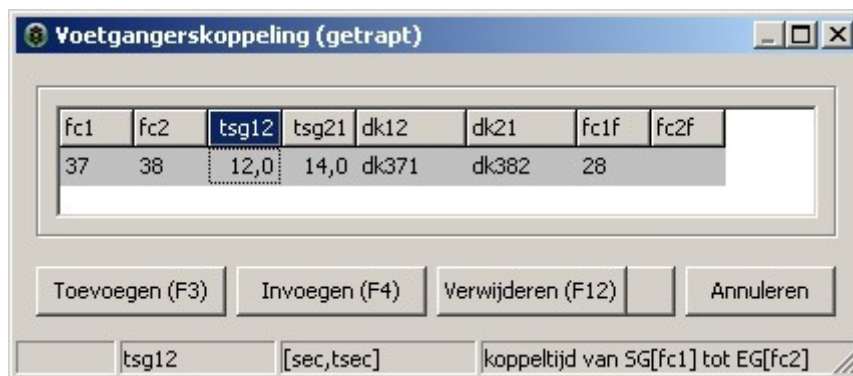 Voetgangerskoppeling (getrapt)
fc1 fc2 tsg12 tsg21 dk12 dk21 fc1f fc2f
37 38 12,0 14,0 dk371 dk382 28
Toevoegen (F3) Invoegen (F4) Verwijderen (F12) Annuleren
tsg12 [sec,tsec] koppeltijd van SG[fc1] tot EG[fc2]